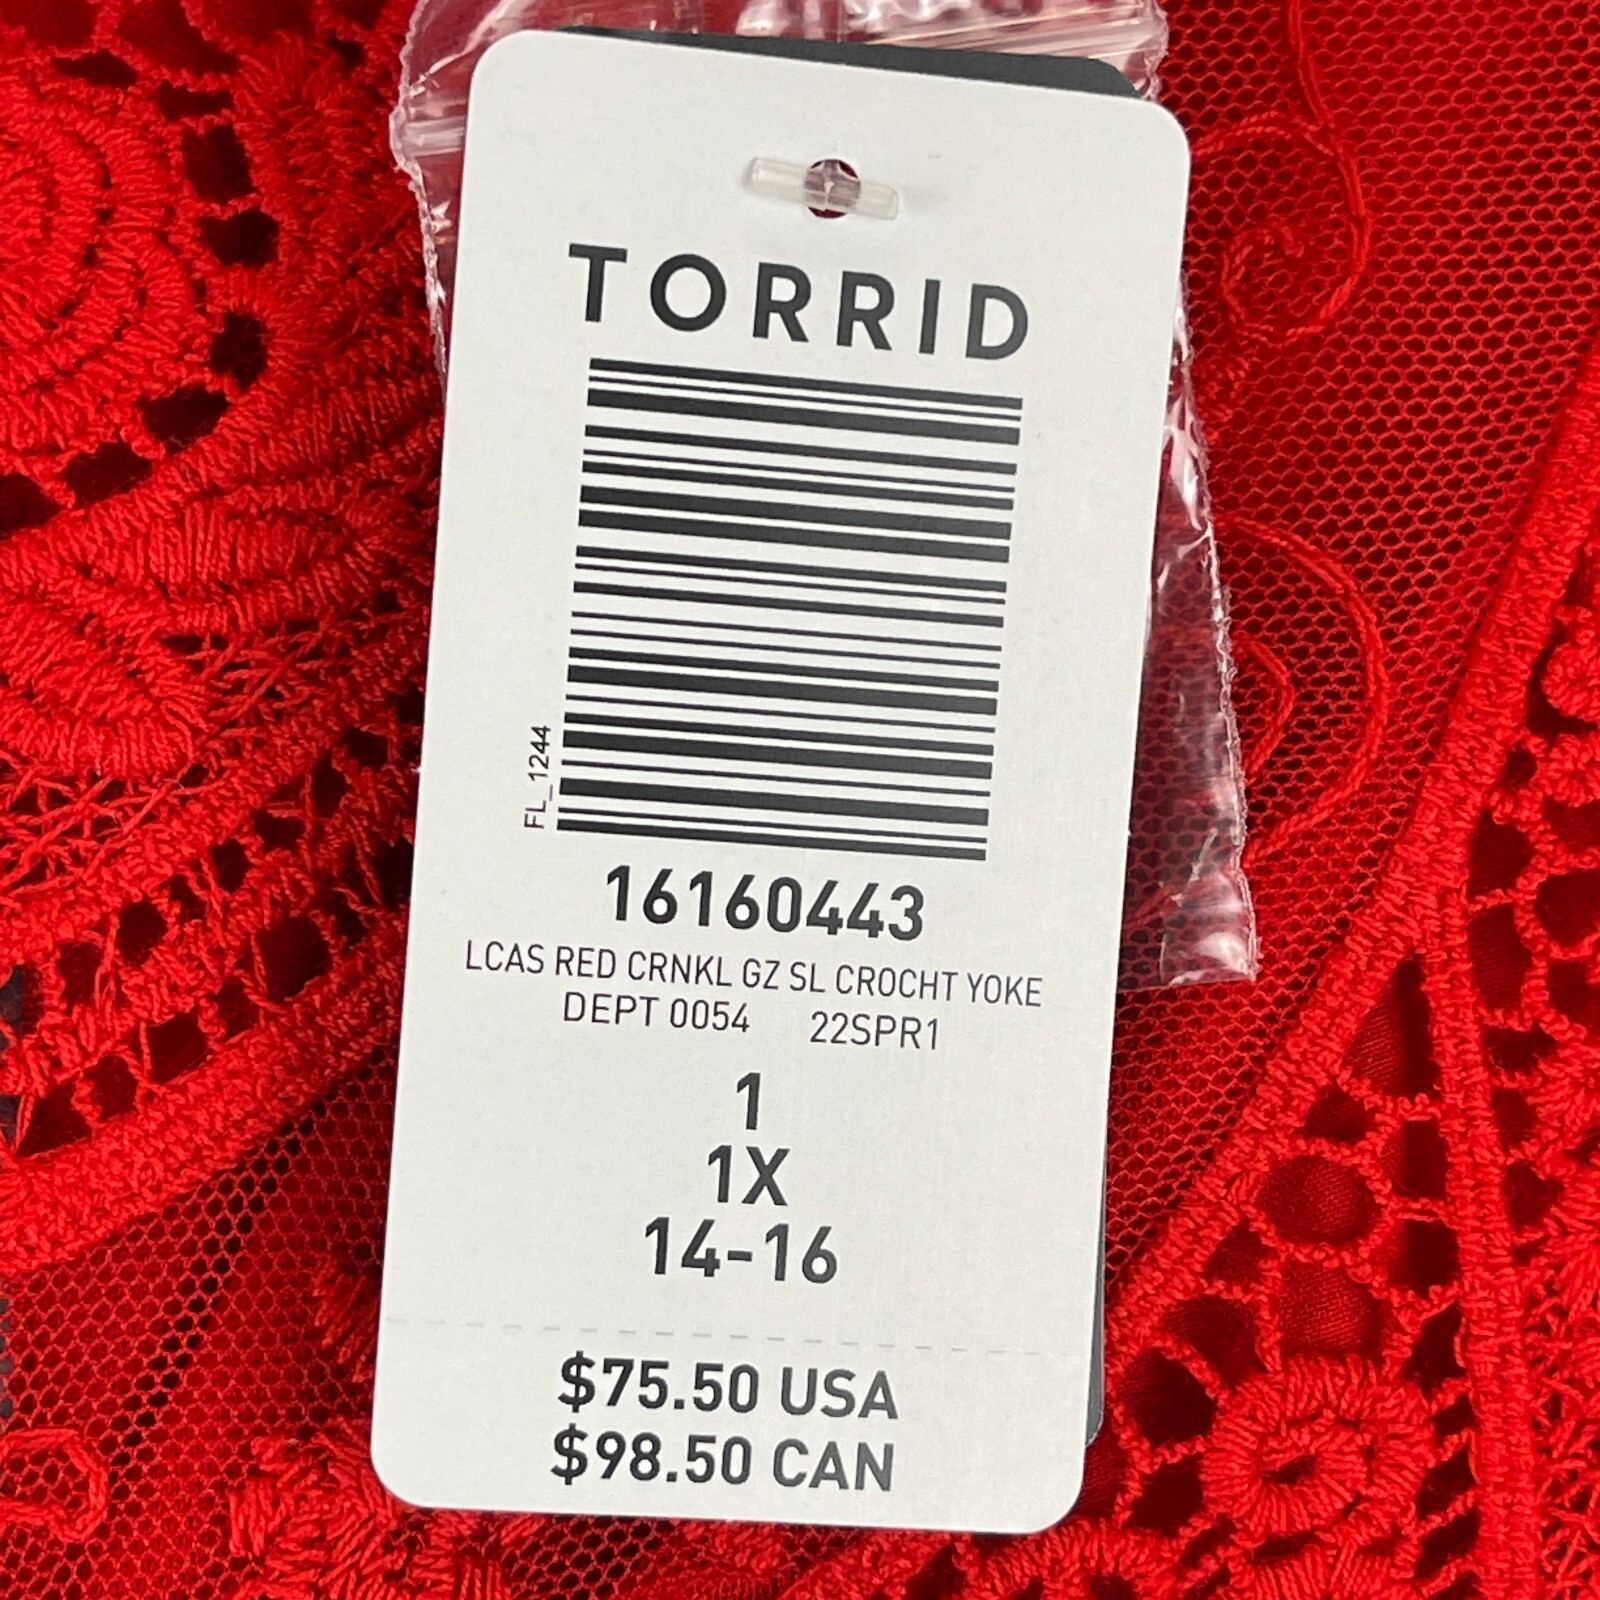 TORRID
FL_1244
16160443
LCAS RED CRNKL GZ SL CROCHT YOKE
DEPT 0054 22SPR1
1
1X
14-16
$75.50 USA
$98.50 CAN